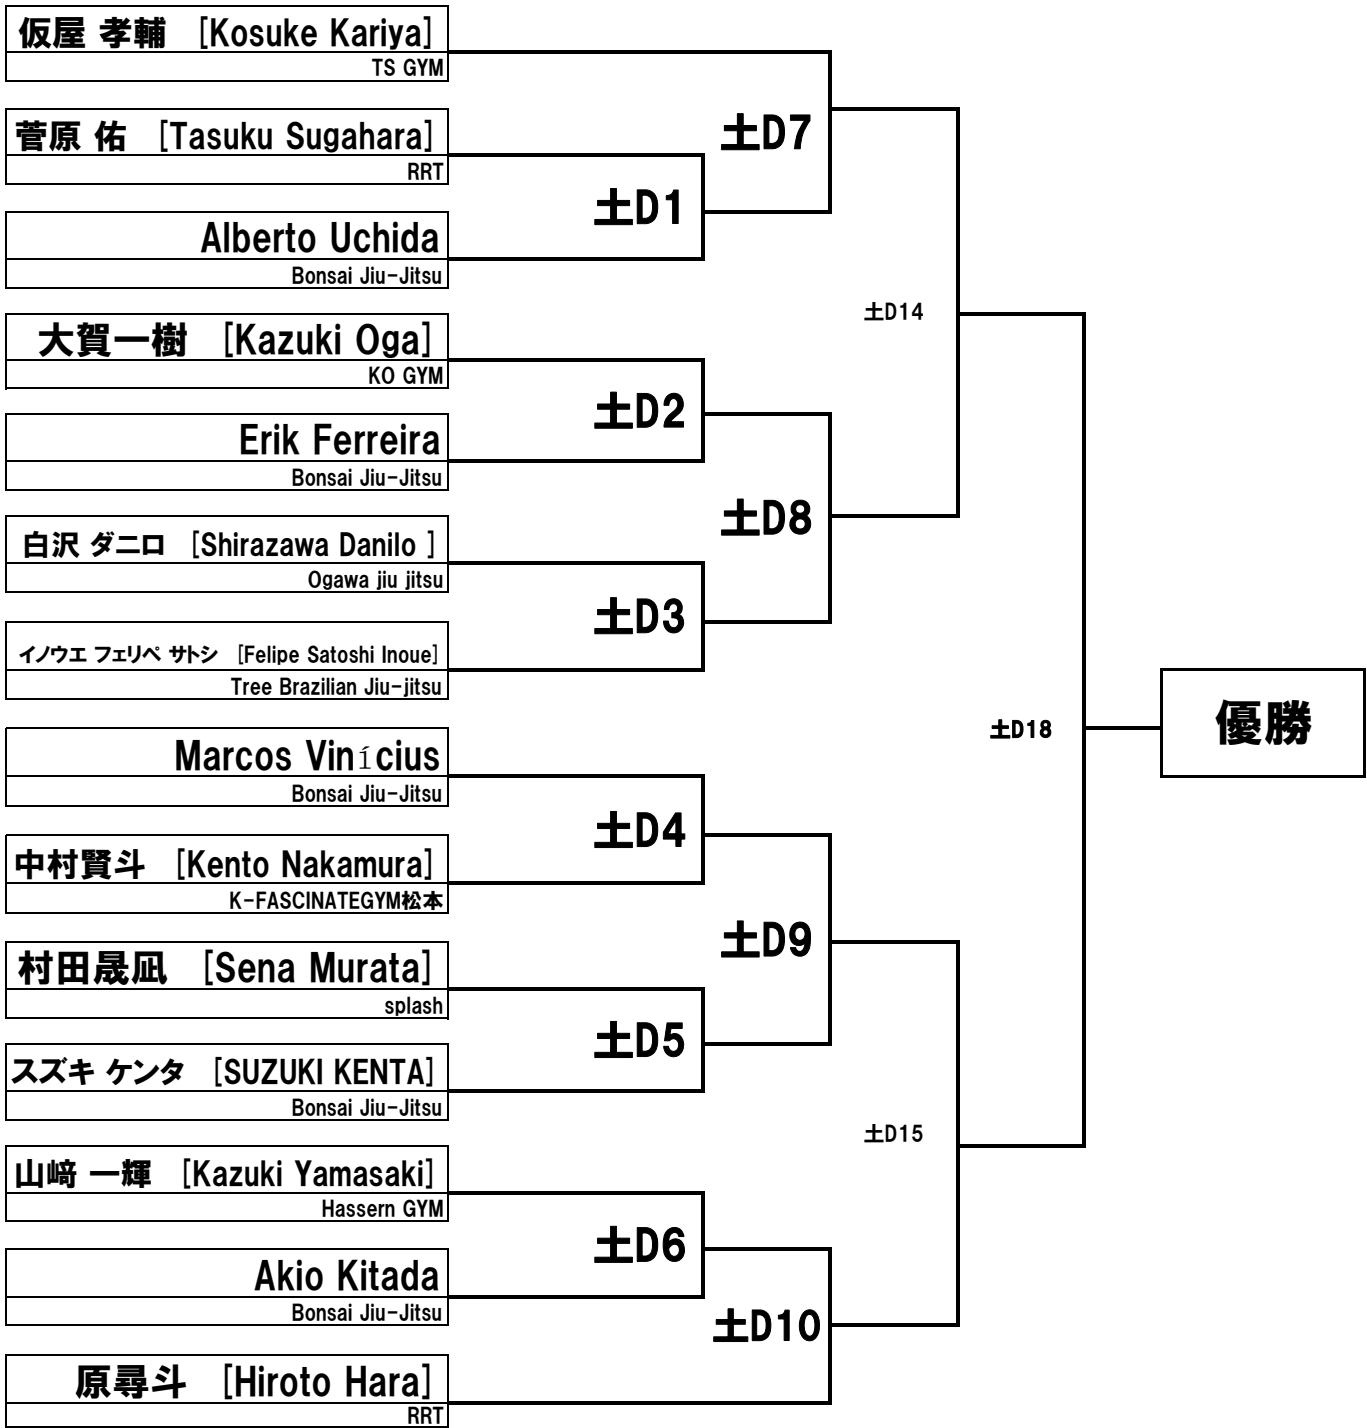 仮屋 孝輔 [Kosuke Kariya]
TS GYM
菅原 佑 [Tasuku Sugahara]
RRT
Alberto Uchida
Bonsai Jiu-Jitsu
大賀一樹 [Kazuki Oga]
KO GYM
Erik Ferreira
Bonsai Jiu-Jitsu
白沢 ダニロ [Shirazawa Danilo ]
Ogawa jiu jitsu
イノウエ フェリペ サトシ [Felipe Satoshi Inoue]
Tree Brazilian Jiu-jitsu
Marcos Vinícius
Bonsai Jiu-Jitsu
中村賢斗 [Kento Nakamura]
K-FASCINATEGYM松本
村田晟凪 [Sena Murata]
splash
スズキ ケンタ [SUZUKI KENTA]
Bonsai Jiu-Jitsu
山﨑 一輝 [Kazuki Yamasaki]
Hassern GYM
Akio Kitada
Bonsai Jiu-Jitsu
原尋斗 [Hiroto Hara]
RRT
土D1
土D2
土D3
土D4
土D5
土D6
土D7
土D8
土D9
土D10
土D14
土D15
土D18
優勝